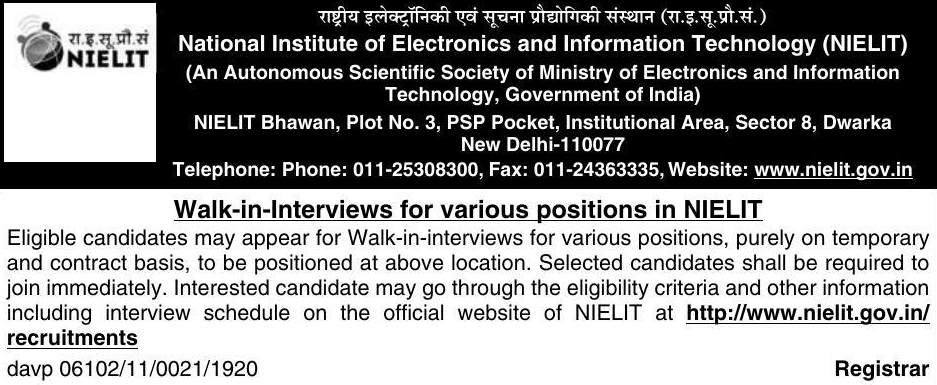 राष्ट्रीय इलेक्ट्रॉनिकी एवं सूचना प्रौद्योगिकी संस्थान (रा.इ.सू.प्रौ.सं.)
रा.इ.सू.प्रौ.सं
NIELIT
National Institute of Electronics and Information Technology (NIELIT)
(An Autonomous Scientific Society of Ministry of Electronics and Information
Technology, Government of India)
NIELIT Bhawan, Plot No. 3, PSP Pocket, Institutional Area, Sector 8, Dwarka
New Delhi-110077
Telephone: Phone: 011-25308300, Fax: 011-24363335, Website: www.nielit.gov.in
Walk-in-Interviews for various positions in NIELIT
Eligible candidates may appear for Walk-in-interviews for various positions, purely on temporary
and contract basis, to be positioned at above location. Selected candidates shall be required to
join immediately. Interested candidate may go through the eligibility criteria and other information
including interview schedule on the official website of NIELIT at http://www.nielit.gov.in/
recruitments
davp 06102/11/0021/1920 Registrar